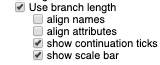 Use branch length
align names
align attributes
show continuation ticks
show scale bar